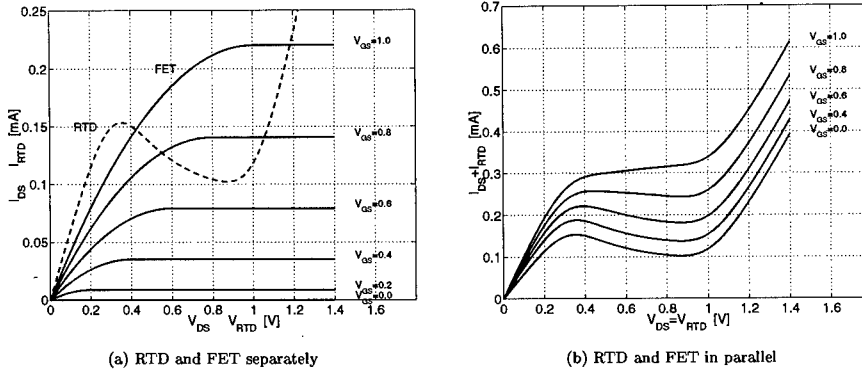 0.25
0.2
0.15
0.1
0.05
0
I_DS I_RTD [mA]
FET
RTD
V_GS=1.0
V_GS=0.8
V_GS=0.6
V_GS=0.4
V_GS=0.2
V_GS=0.0
0 0.2 0.4 0.6 0.8 1 1.2 1.4 1.6
V_DS V_RTD [V]
(a) RTD and FET separately
0.7
0.6
0.5
0.4
0.3
0.2
0.1
0
I_DS+I_RTD [mA]
V_GS=1.0
V_GS=0.8
V_GS=0.6
V_GS=0.4
V_GS=0.0
0 0.2 0.4 0.6 0.8 1.0 1.2 1.4 1.6
V_DS=V_RTD [V]
(b) RTD and FET in parallel